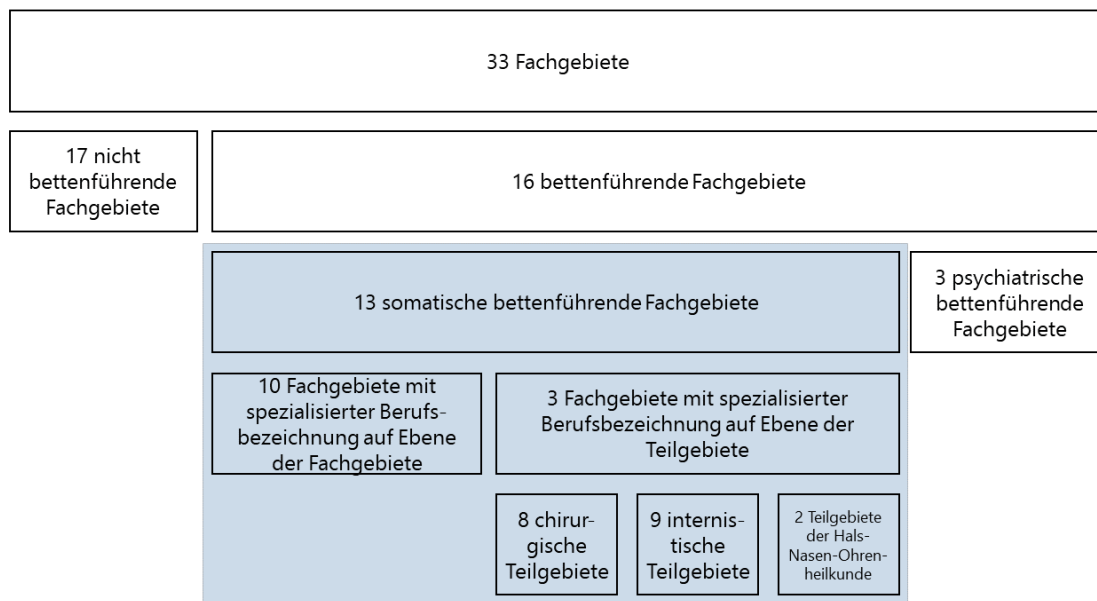 33 Fachgebiete
17 nicht
bettenführende
Fachgebiete
16 bettenführende Fachgebiete
13 somatische bettenführende Fachgebiete
3 psychiatrische
bettenführende
Fachgebiete
10 Fachgebiete mit
spezialisierter Berufs-
bezeichnung auf Ebene
der Fachgebiete
3 Fachgebiete mit spezialisierter
Berufsbezeichnung auf Ebene der
Teilgebiete
8 chirur-
gische
Teilgebiete
9 internis-
tische
Teilgebiete
2 Teilgebiete
der Hals-
Nasen-Ohren-
heilkunde